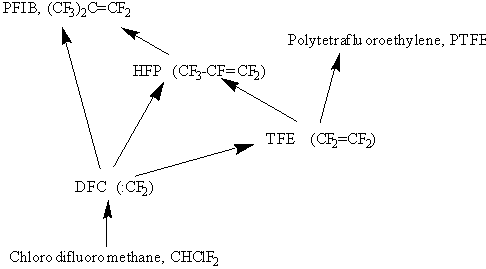 PFIB, (CF3)2C=CF2
Polytetrafluoroethylene, PTFE
HFP (CF3-CF=CF2)
TFE (CF2=CF2)
DFC (:CF2)
Chloro difluoro methane, CHClF2